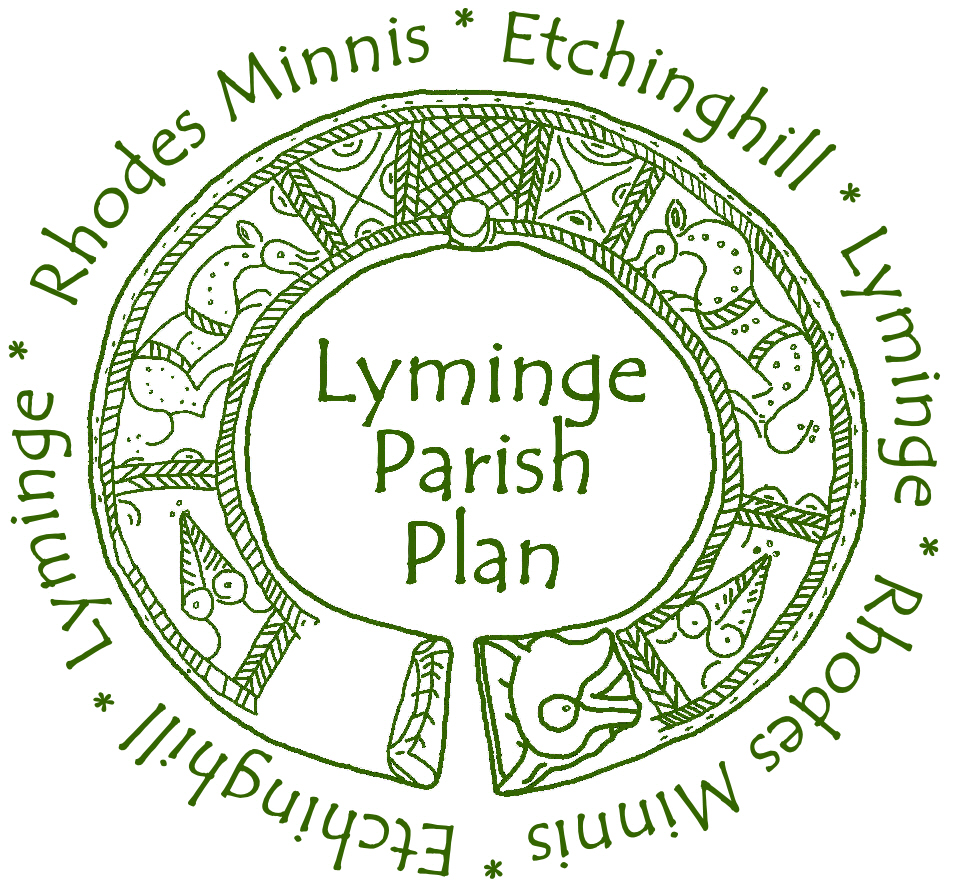 Rhodes Minnis * Etchinghill * Lyminge * Rhodes Minnis * Etchinghill * Lyminge *
Lyminge
Parish
Plan